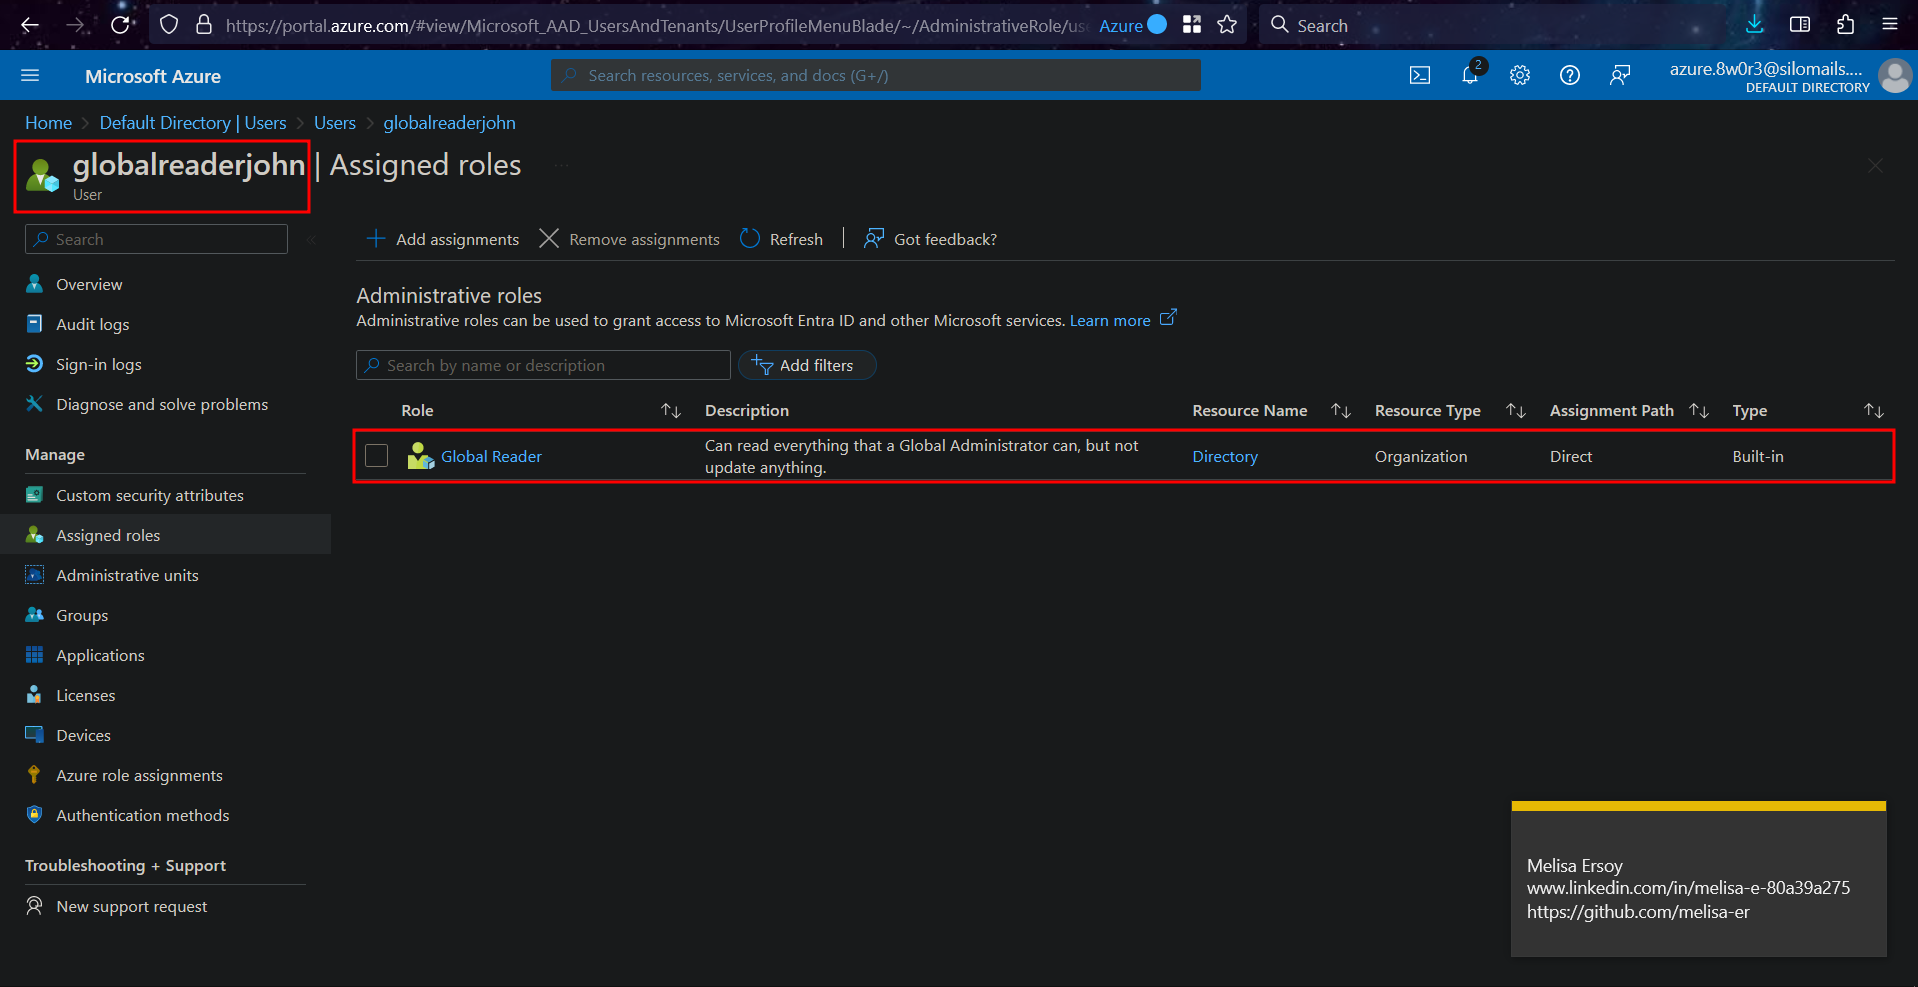 https://portal.azure.com/#view/Microsoft_AAD_UsersAndTenants/UserProfileMenuBlade/~/AdministrativeRole/us
Azure
Search
Microsoft Azure
Search resources, services, and docs (G+/)
2
azure.8w0r3@silomails....
DEFAULT DIRECTORY
Home > Default Directory | Users > Users > globalreaderjohn
globalreaderjohn | Assigned roles ...
User
Search
«
Overview
Audit logs
Sign-in logs
Diagnose and solve problems
Manage
Custom security attributes
Assigned roles
Administrative units
Groups
Applications
Licenses
Devices
Azure role assignments
Authentication methods
Troubleshooting + Support
New support request
Add assignments Remove assignments Refresh | Got feedback?
Administrative roles
Administrative roles can be used to grant access to Microsoft Entra ID and other Microsoft services. Learn more
Search by name or description
Add filters
Role Description Resource Name Resource Type Assignment Path Type
Global Reader
Can read everything that a Global Administrator can, but not
update anything.
Directory
Organization
Direct
Built-in
Melisa Ersoy
www.linkedin.com/in/melisa-e-80a39a275
https://github.com/melisa-er